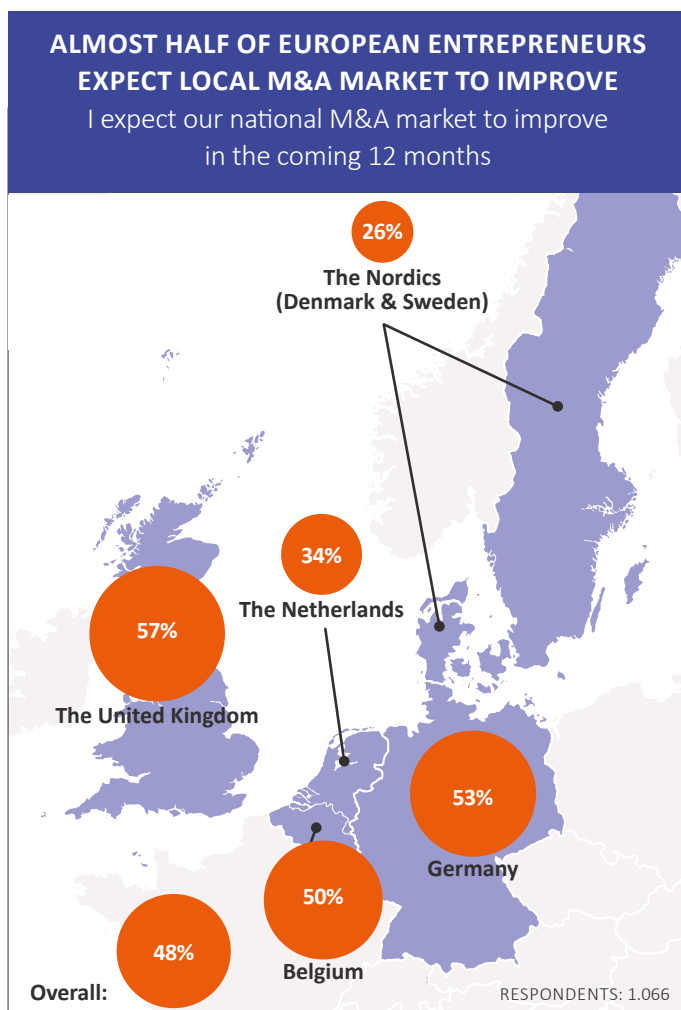 ALMOST HALF OF EUROPEAN ENTREPRENEURS
EXPECT LOCAL M&A MARKET TO IMPROVE
I expect our national M&A market to improve
in the coming 12 months
26%
The Nordics
(Denmark & Sweden)
34%
The Netherlands
57%
The United Kingdom
53%
Germany
50%
Belgium
48%
Overall:
RESPONDENTS: 1.066